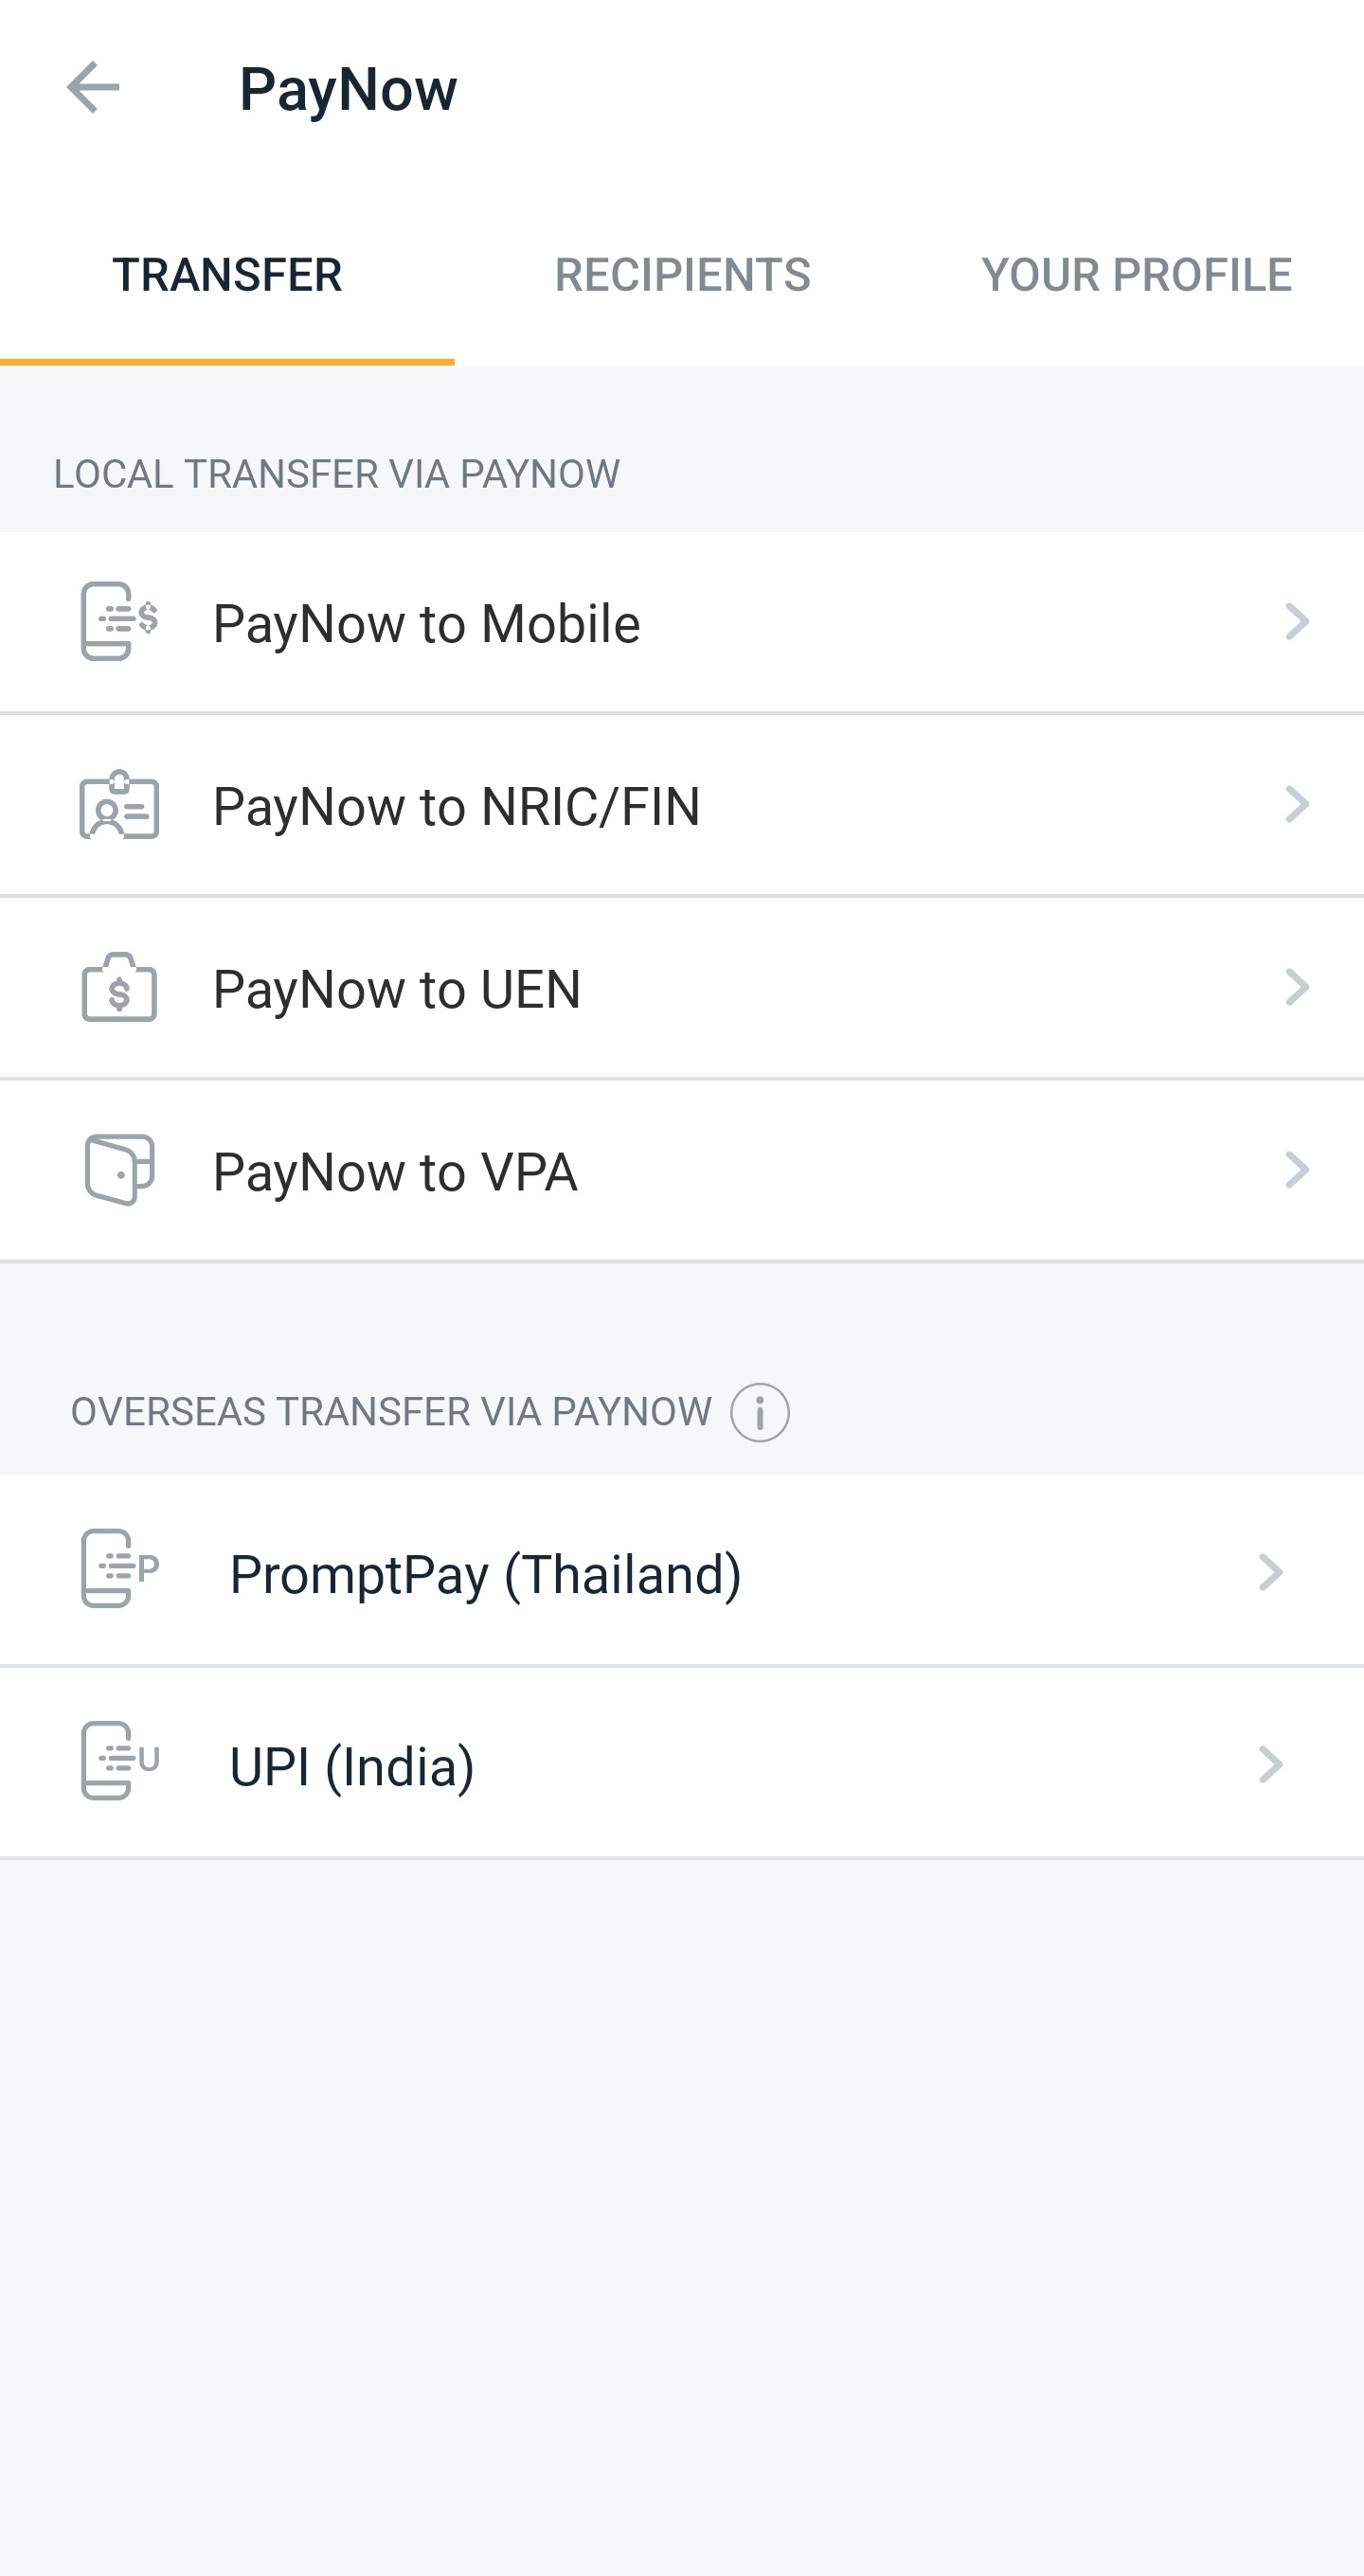 PayNow
TRANSFER RECIPIENTS YOUR PROFILE
LOCAL TRANSFER VIA PAYNOW
$ PayNow to Mobile
PayNow to NRIC/FIN
$ PayNow to UEN
PayNow to VPA
OVERSEAS TRANSFER VIA PAYNOW i
P PromptPay (Thailand)
U UPI (India)